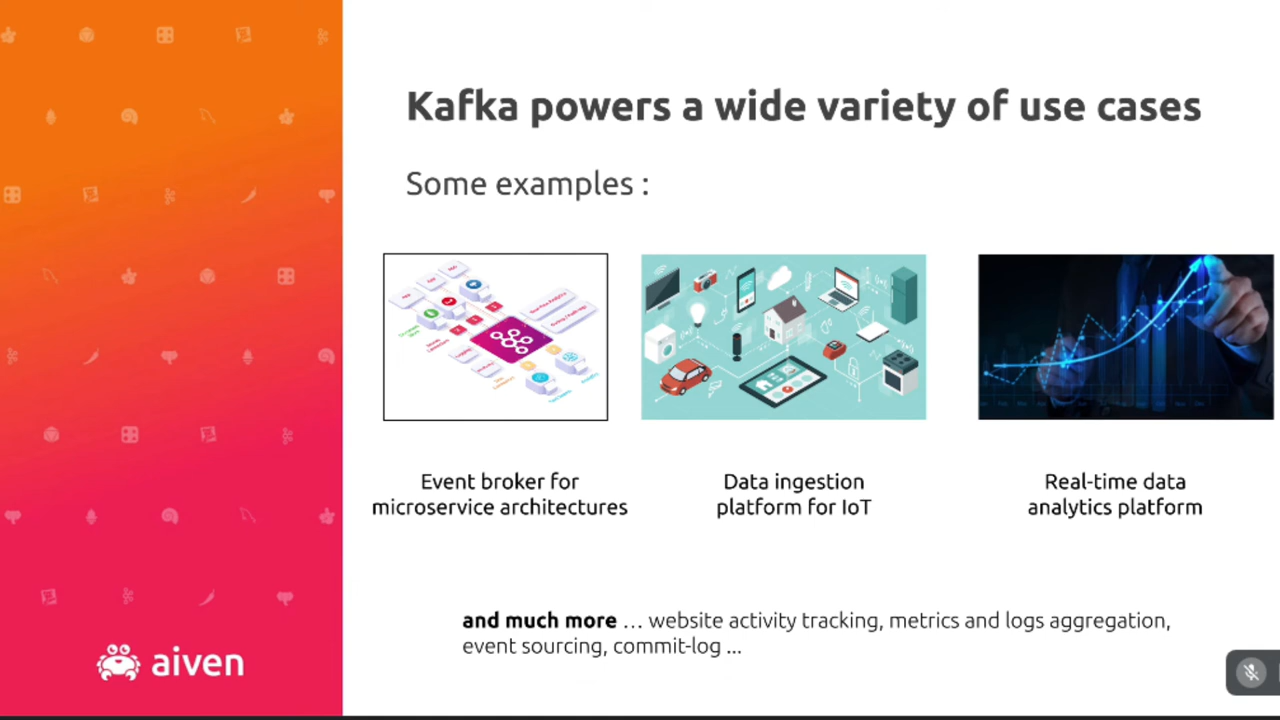 Kafka powers a wide variety of use cases
Some examples :
Event broker for
microservice architectures
Data ingestion
platform for IoT
Real-time data
analytics platform
and much more … website activity tracking, metrics and logs aggregation,
event sourcing, commit-log ...
aiven